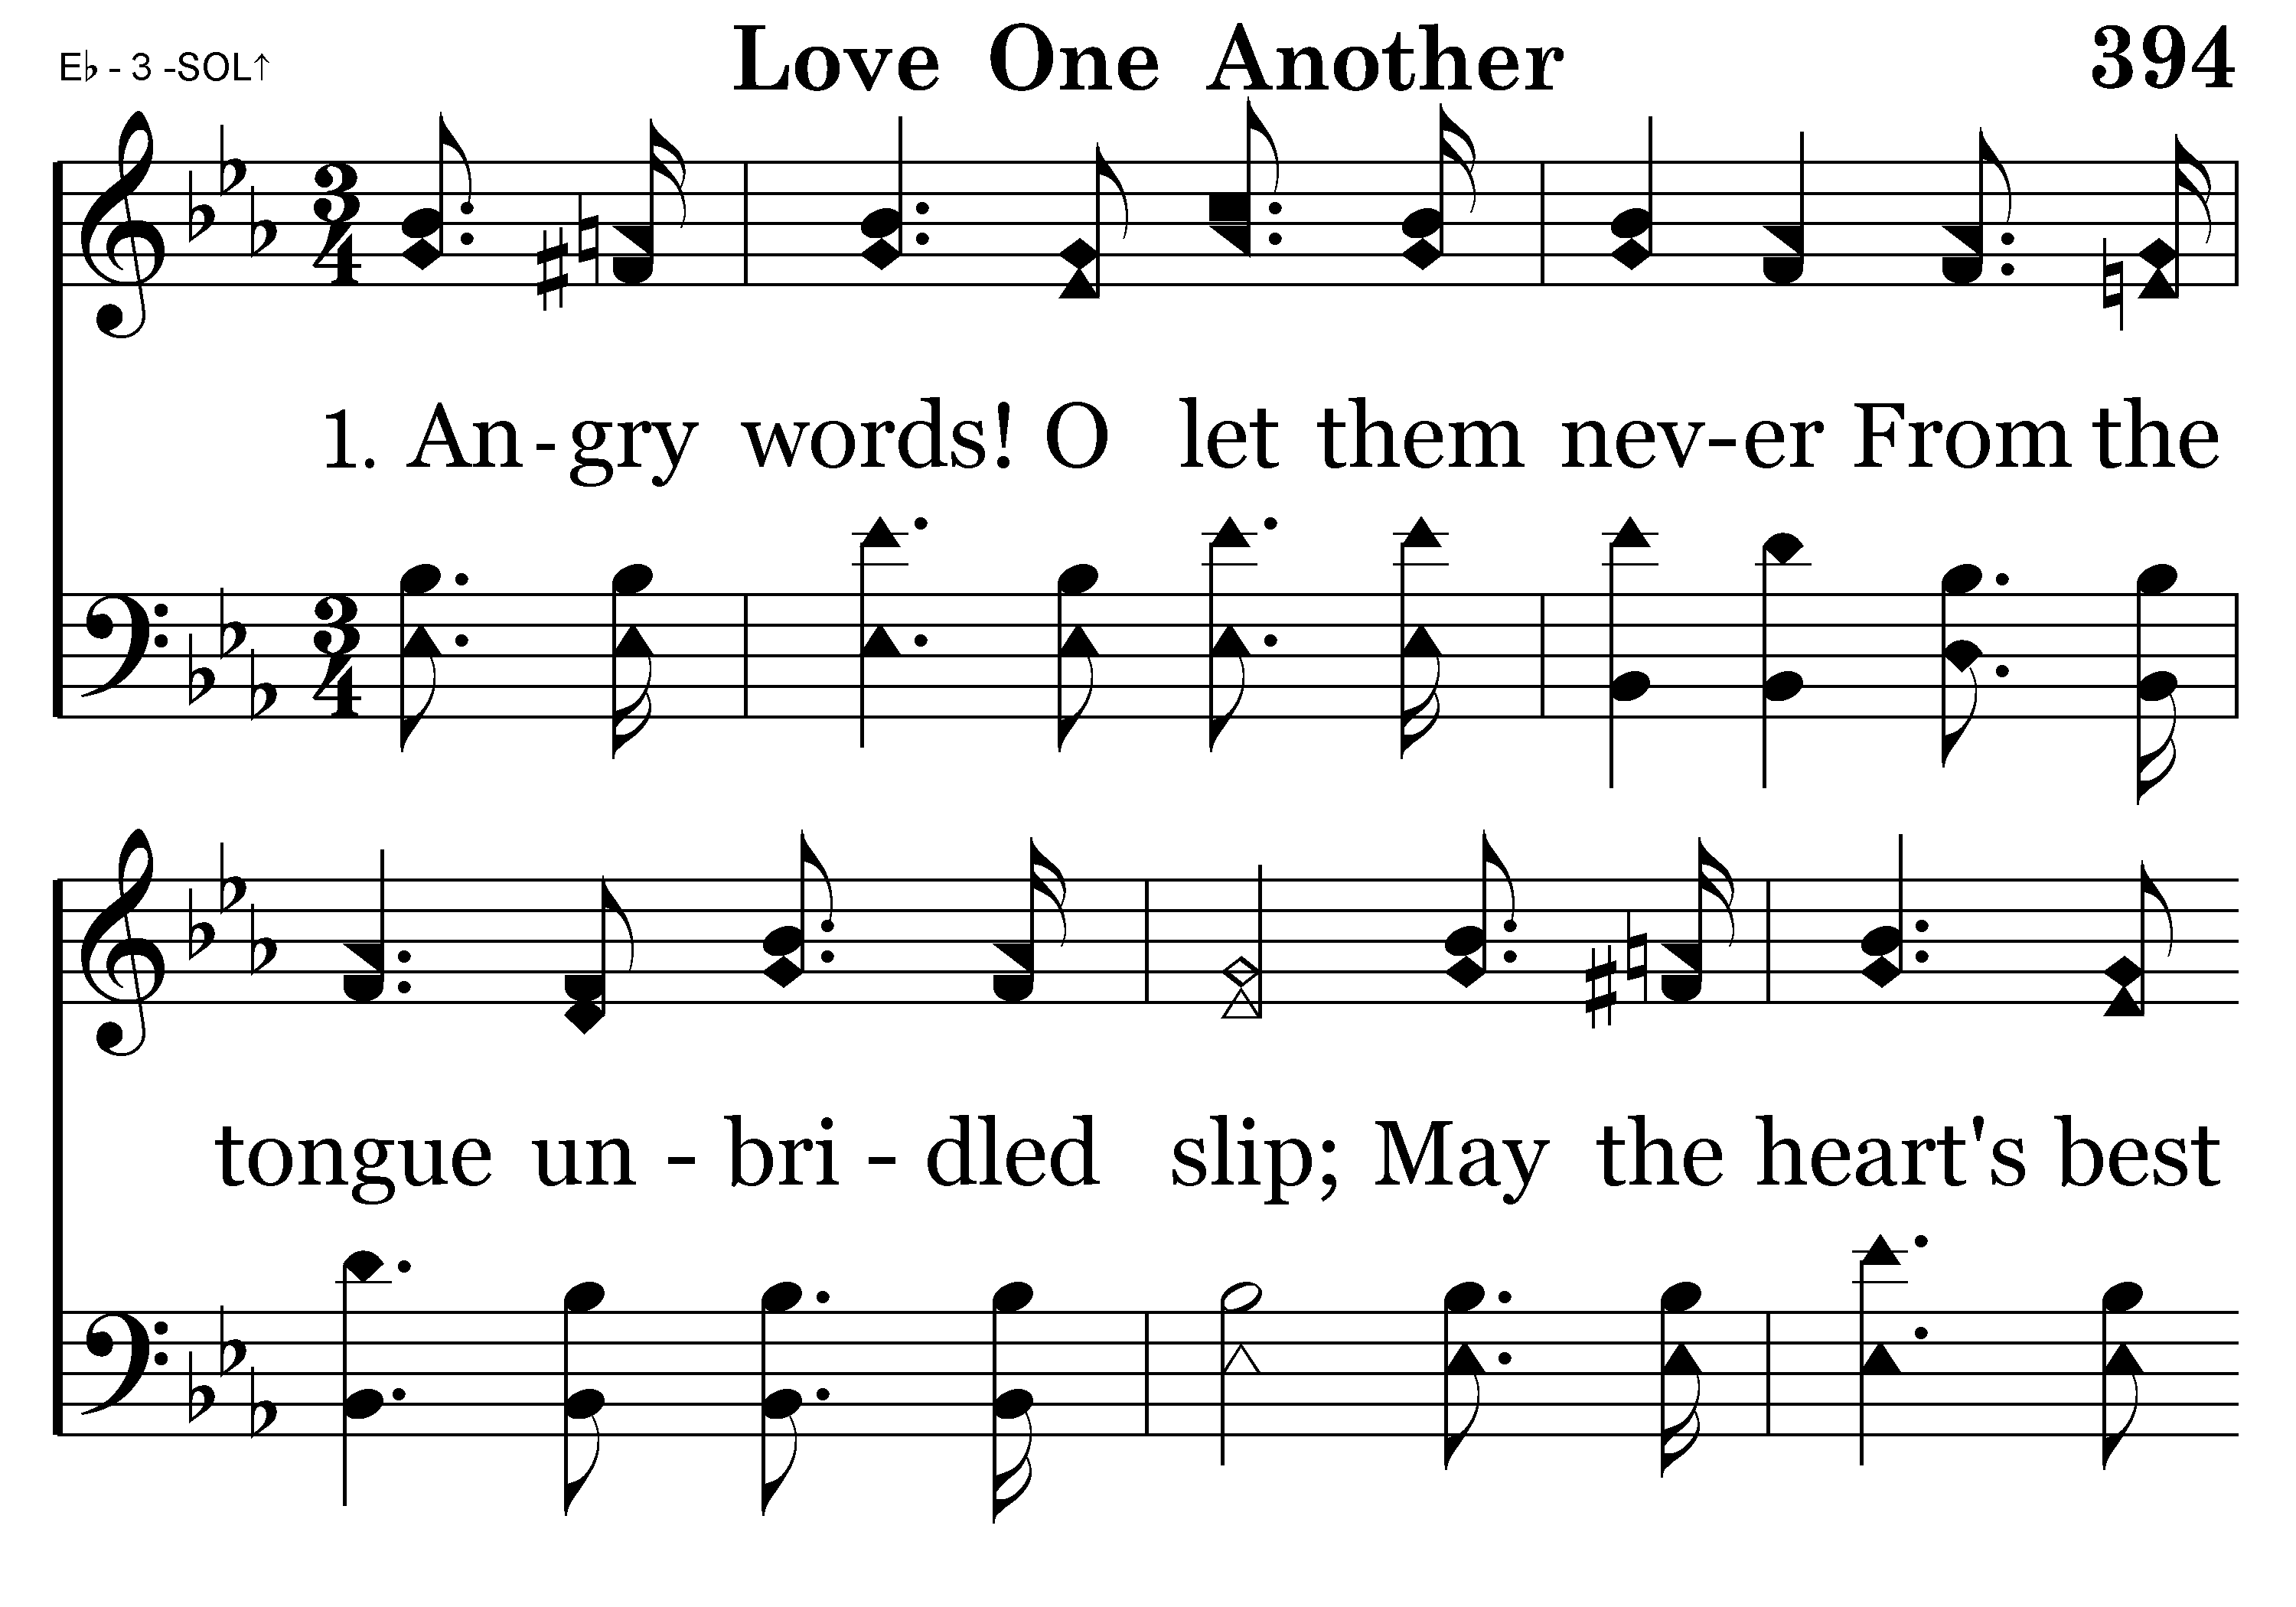 E♭ - 3 -SOL↑ Love One Another 394
1. An-gry words! O let them nev-er From the
tongue un - bri - dled slip; May the heart's best